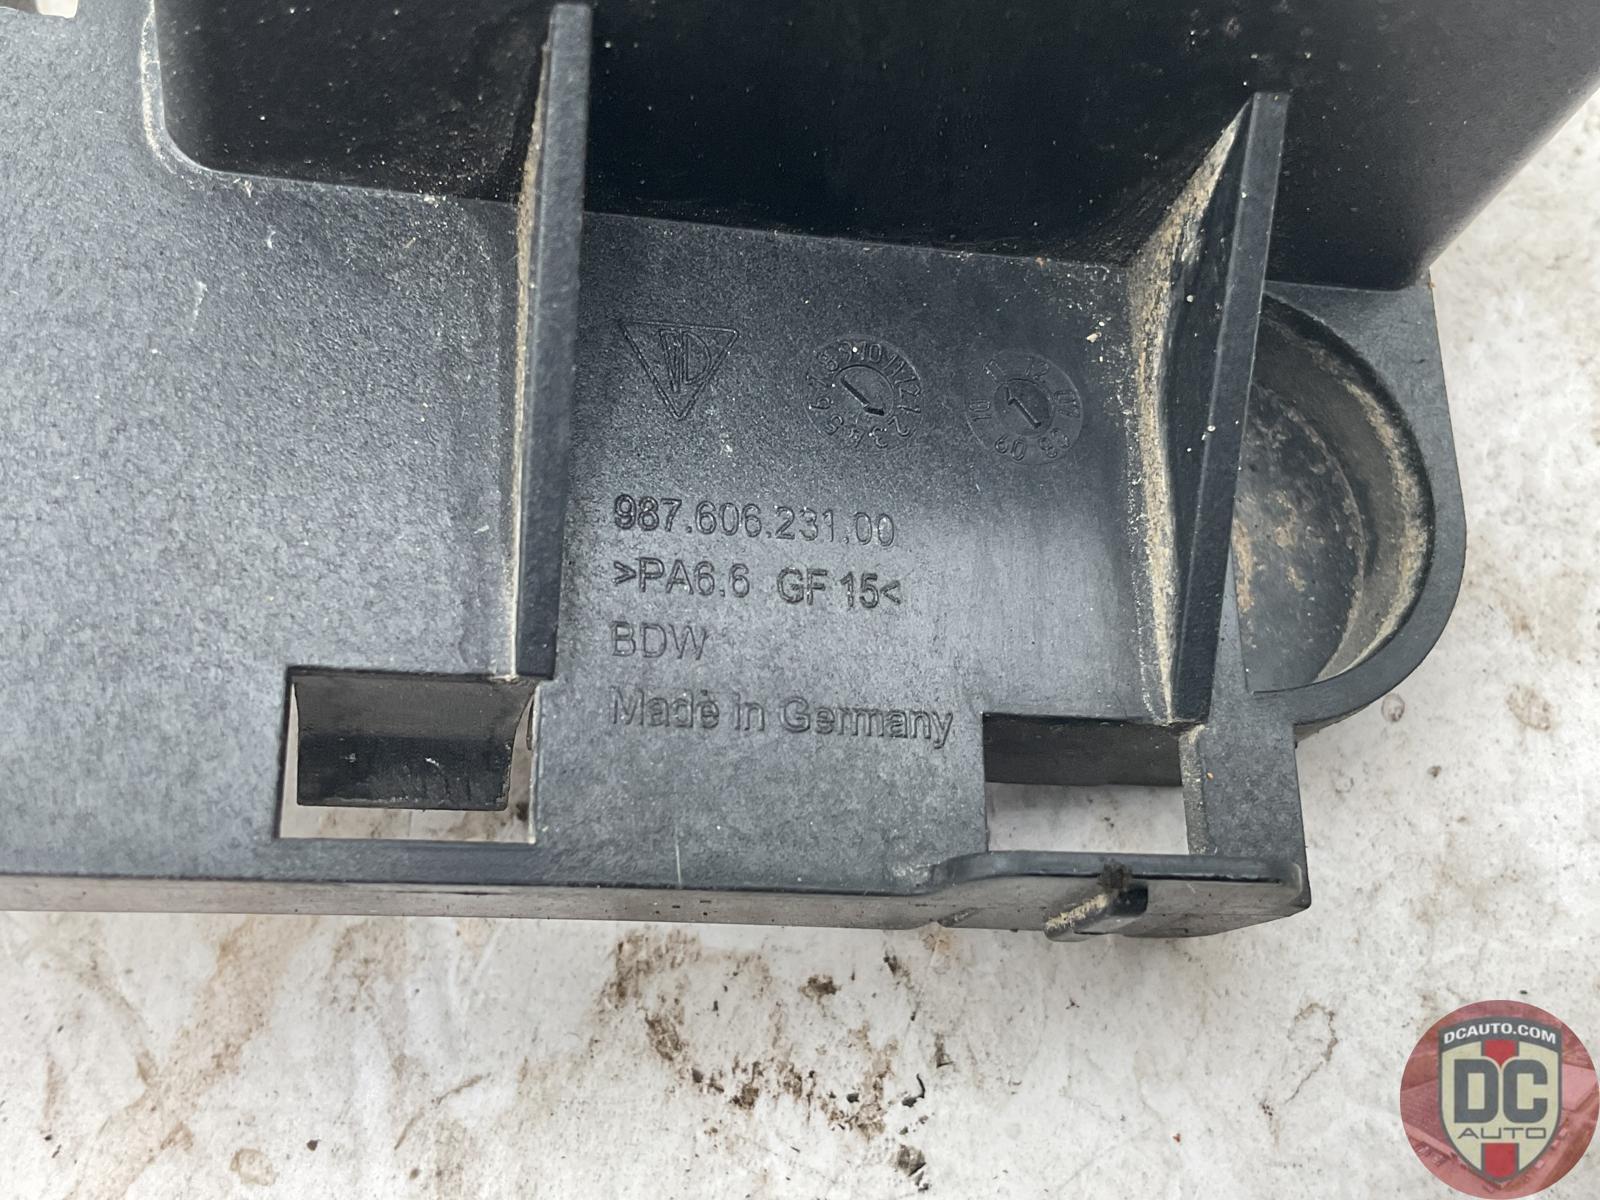 987.606.231.00
>PA6.6 GF 15<
BDW
Made in Germany
DCAUTO.COM
DC
AUTO